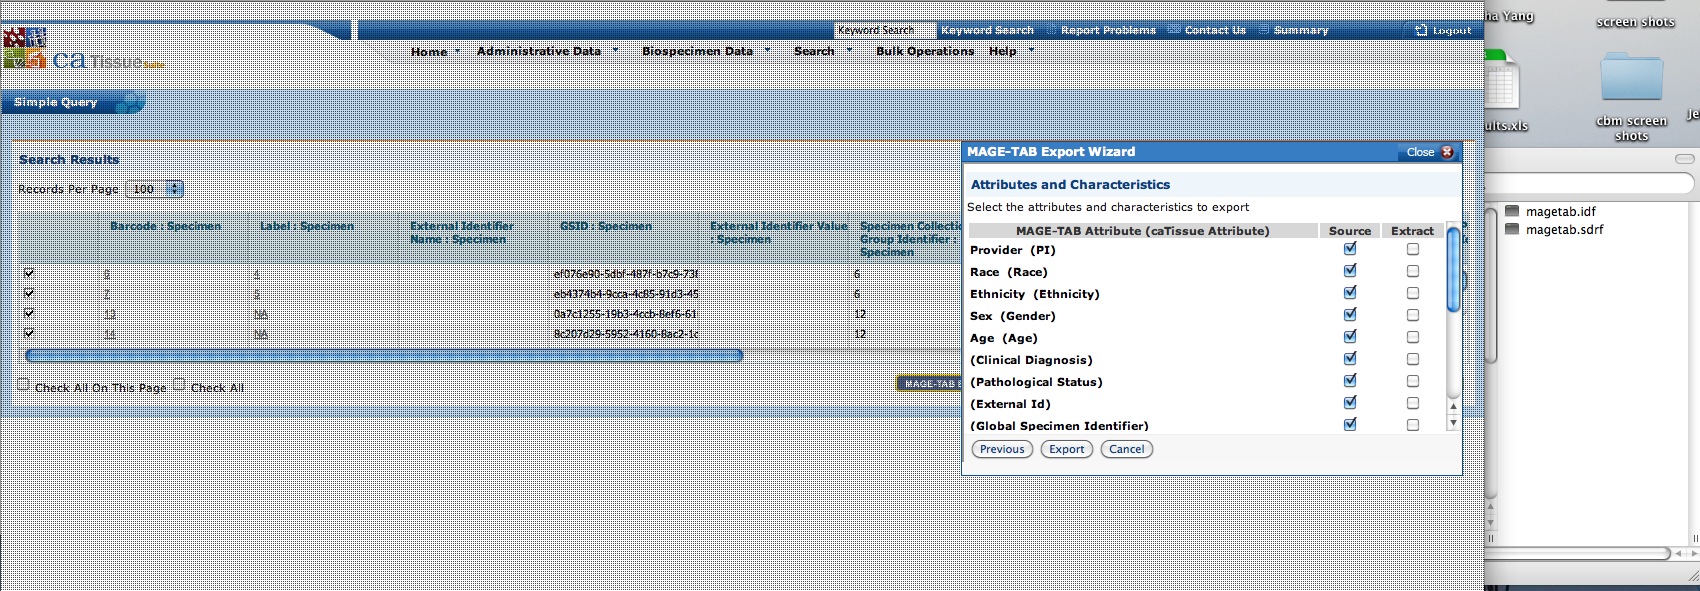 Keyword Search Keyword Search Report Problems Contact Us Summary Logout
ca Tissue Suite
Home Administrative Data Biospecimen Data Search Bulk Operations Help
Simple Query
Search Results
Records Per Page 100
Barcode : Specimen Label : Specimen External Identifier Name : Specimen GSID : Specimen External Identifier Value : Specimen Specimen Collectio Group Identifier : Specimen
4 ef076e90-5dbf-487f-b7c9-73f 6
7 5 eb4374b4-9cca-4c85-91d3-45 6
13 NA 0a7c1255-19b3-4ccb-8ef6-61 12
14 NA 8c207d29-5952-4160-8ac2-1c 12
Check All On This Page Check All
MAGE-TAB E
MAGE-TAB Export Wizard Close
Attributes and Characteristics
Select the attributes and characteristics to export
MAGE-TAB Attribute (caTissue Attribute) Source Extract
Provider (PI)
Race (Race)
Ethnicity (Ethnicity)
Sex (Gender)
Age (Age)
(Clinical Diagnosis)
(Pathological Status)
(External Id)
(Global Specimen Identifier)
Previous Export Cancel
ha Yang
screen shots
ults.xls
cbm screen
shots
Je
magetab.idf
magetab.sdrf